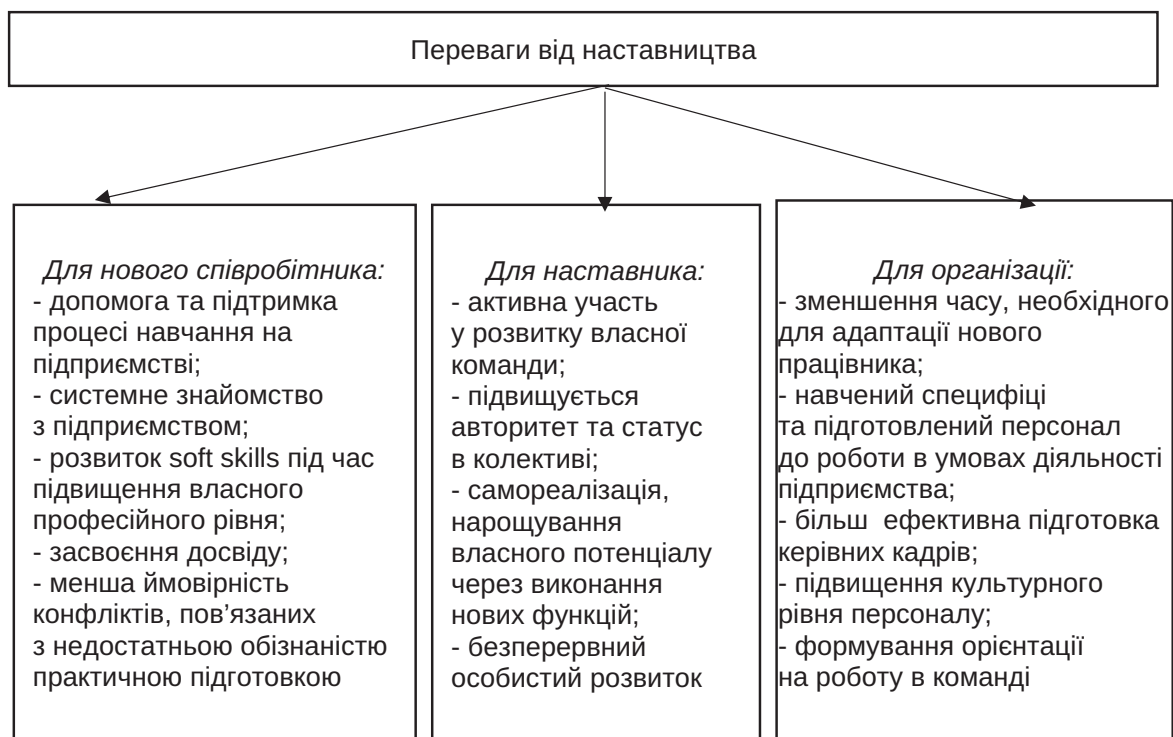 Переваги від наставництва
Для нового співробітника:
- допомога та підтримка
процесі навчання на
підприємстві;
- системне знайомство
з підприємством;
- розвиток soft skills під час
підвищення власного
професійного рівня;
- засвоєння досвіду;
- менша ймовірність
конфліктів, пов’язаних
з недостатньою обізнаністю
практичною підготовкою
Для наставника:
- активна участь
у розвитку власної
команди;
- підвищується
авторитет та статус
в колективі;
- самореалізація,
нарощування
власного потенціалу
через виконання
нових функцій;
- безперервний
особистий розвиток
Для організації:
- зменшення часу, необхідного
для адаптації нового
працівника;
- навчений специфіці
та підготовлений персонал
до роботи в умовах діяльності
підприємства;
- більш  ефективна підготовка
керівних кадрів;
- підвищення культурного
рівня персоналу;
- формування орієнтації
на роботу в команді